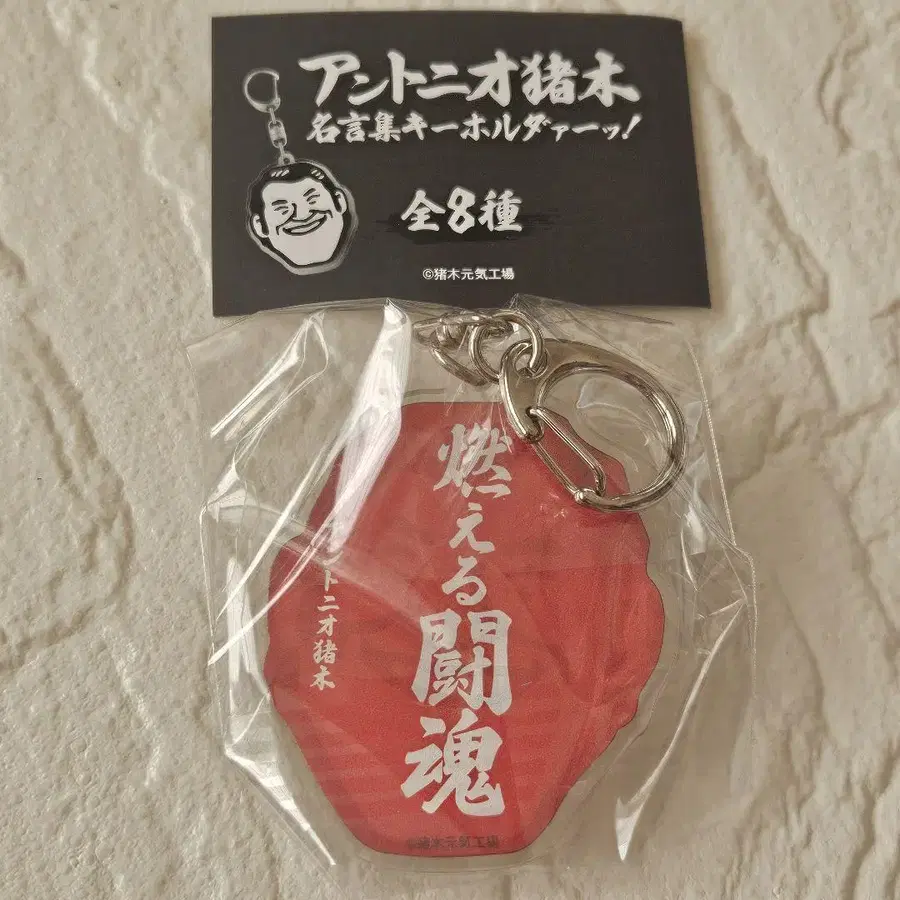 アントニオ猪木
名言集キーホルダァーッ!
全8種
©猪木元気工場
燃える闘魂
トニオ猪木
©猪木元気工場